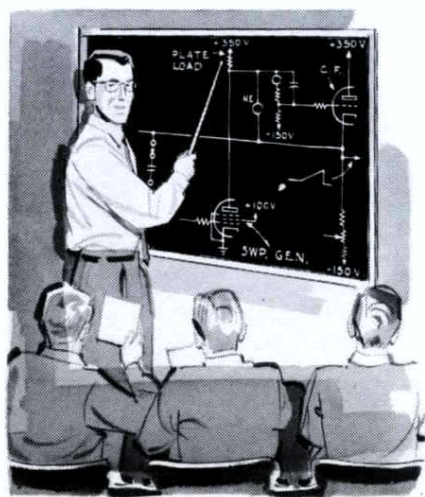 +350V
+350V
PLATE
LOAD
C.F.
NE
-150V
+100V
SWP. GEN.
-150V